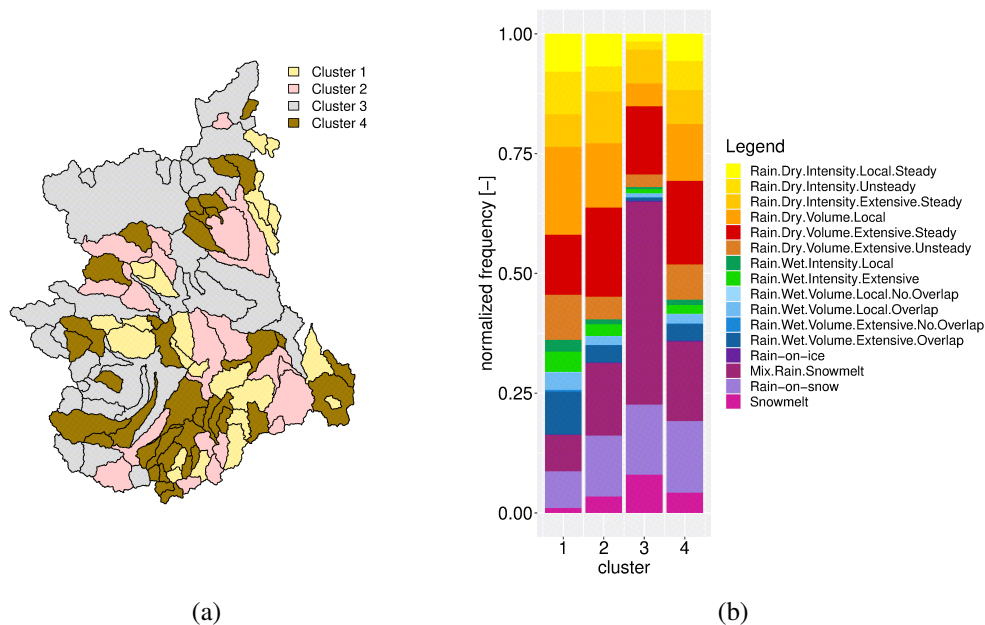 Cluster 1
Cluster 2
Cluster 3
Cluster 4
1.00
0.75
0.50
0.25
0.00
normalized frequency [−]
1 2 3 4
cluster
Legend
Rain.Dry.Intensity.Local.Steady
Rain.Dry.Intensity.Unsteady
Rain.Dry.Intensity.Extensive.Steady
Rain.Dry.Volume.Local
Rain.Dry.Volume.Extensive.Steady
Rain.Dry.Volume.Extensive.Unsteady
Rain.Wet.Intensity.Local
Rain.Wet.Intensity.Extensive
Rain.Wet.Volume.Local.No.Overlap
Rain.Wet.Volume.Local.Overlap
Rain.Wet.Volume.Extensive.No.Overlap
Rain.Wet.Volume.Extensive.Overlap
Rain−on−ice
Mix.Rain.Snowmelt
Rain−on−snow
Snowmelt
(a)
(b)